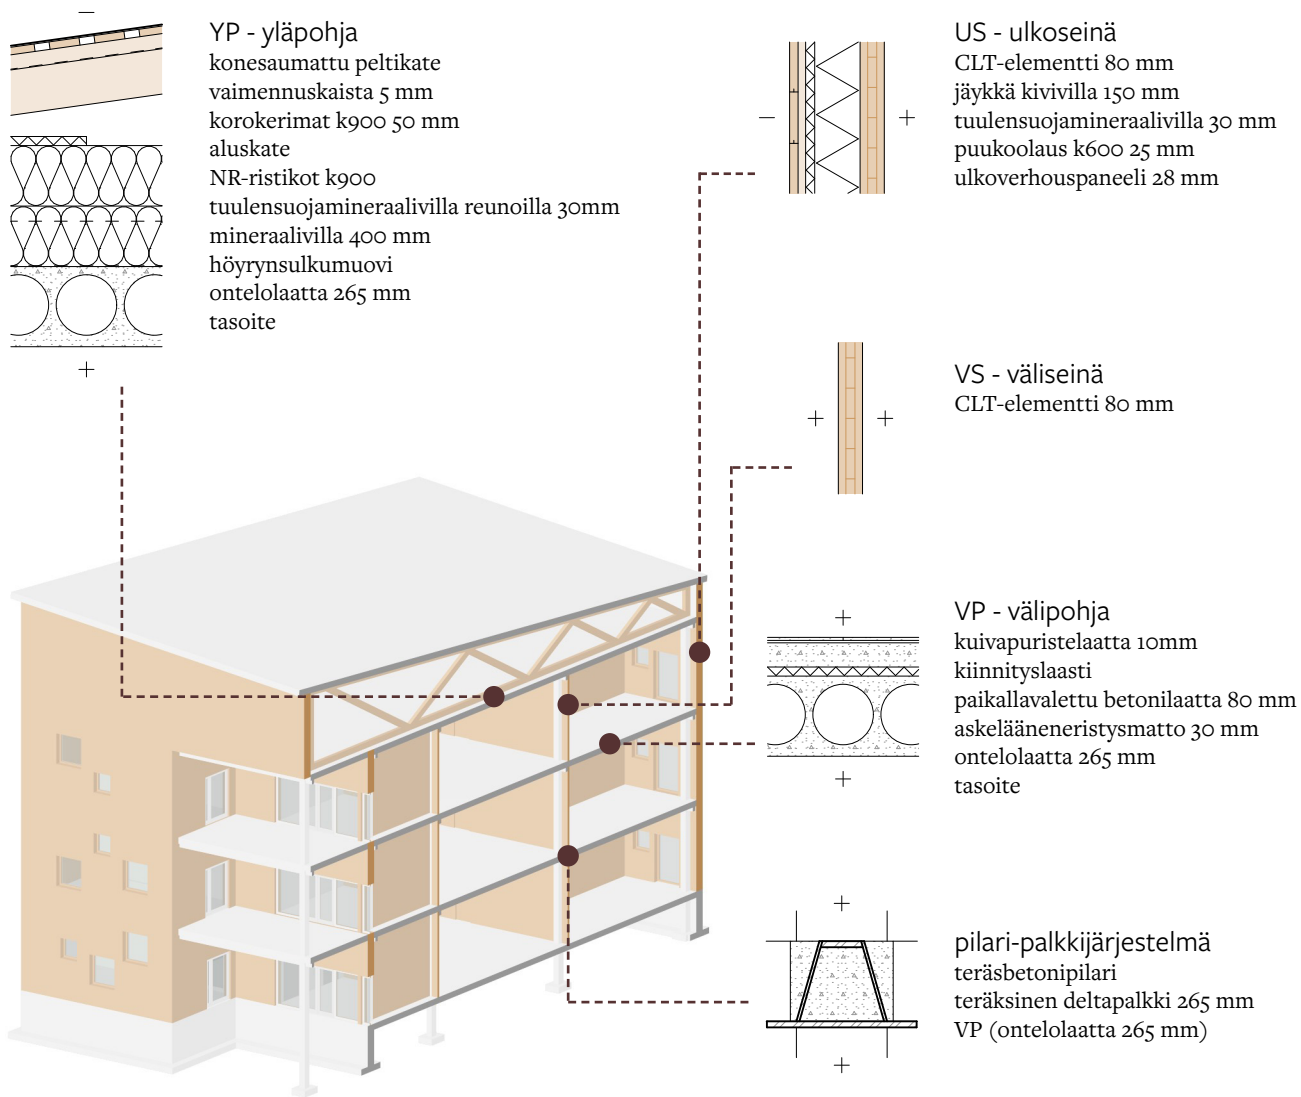 YP - yläpohja
konesaumattu peltikate
vaimennuskaista 5 mm
korokerimat k900 50 mm
aluskate
NR-ristikot k900
tuulensuojamineraalivilla reunoilla 30mm
mineraalivilla 400 mm
höyrynsulkumuovi
ontelolaatta 265 mm
tasoite
US - ulkoseinä
CLT-elementti 80 mm
jäykkä kivivilla 150 mm
tuulensuojamineraalivilla 30 mm
puukoolaus k600 25 mm
ulkoverhouspaneeli 28 mm
VS - väliseinä
CLT-elementti 80 mm
VP - välipohja
kuivapuristelaatta 10mm
kiinnityslaasti
paikallavalettu betonilaatta 80 mm
askelääneneristysmatto 30 mm
ontelolaatta 265 mm
tasoite
pilari-palkkijärjestelmä
teräsbetonipilari
teräksinen deltapalkki 265 mm
VP (ontelolaatta 265 mm)